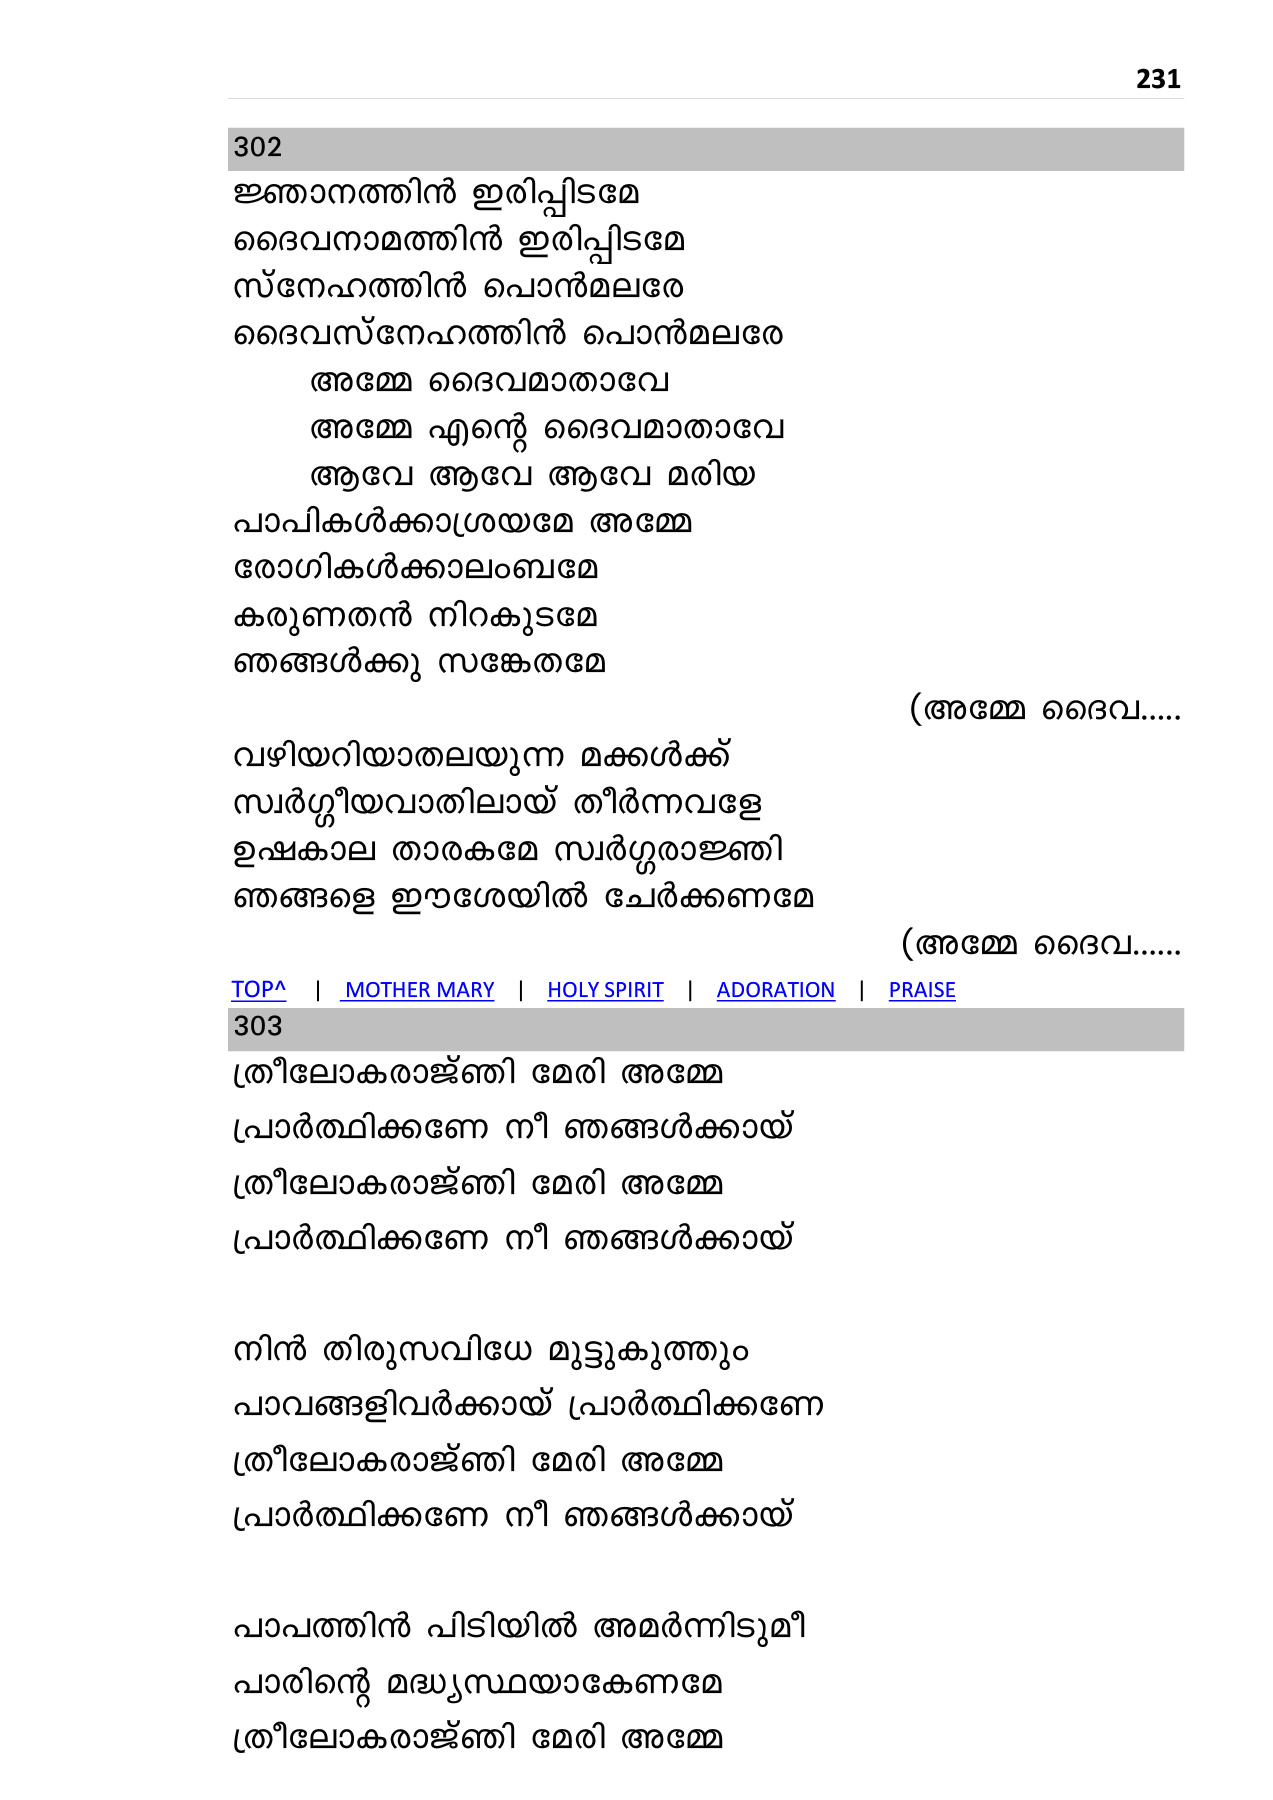 231
302
ജ്ഞാനത്തിൻ ഇരിപ്പിടമേ
ദൈവനാമത്തിൻ ഇരിപ്പിടമേ
സ്നേഹത്തിൻ പൊൻമലരേ
ദൈവസ്നേഹത്തിൻ പൊൻമലരേ
അമ്മേ ദൈവമാതാവേ
അമ്മേ എന്റെ ദൈവമാതാവേ
ആവേ ആവേ ആവേ മരിയ
പാപികൾക്കാശ്രയമേ അമ്മേ
രോഗികൾക്കാലംബമേ
കരുണതൻ നിറകുടമേ
ഞങ്ങൾക്കു സങ്കേതമേ
(അമ്മേ ദൈവ.....
വഴിയറിയാതലയുന്ന മക്കൾക്ക്
സ്വർഗ്ഗീയവാതിലായ് തീർന്നവളേ
ഉഷകാല താരകമേ സ്വർഗ്ഗരാജ്ഞി
ഞങ്ങളെ ഈശേയിൽ ചേർക്കണമേ
(അമ്മേ ദൈവ......
TOP^ | MOTHER MARY | HOLY SPIRIT | ADORATION | PRAISE
303
ത്രീലോകരാജ്‌ഞി മേരി അമ്മേ
പ്രാർത്ഥിക്കണേ നീ ഞങ്ങൾക്കായ്
ത്രീലോകരാജ്‌ഞി മേരി അമ്മേ
പ്രാർത്ഥിക്കണേ നീ ഞങ്ങൾക്കായ്
നിൻ തിരുസവിധേ മുട്ടുകുത്തും
പാവങ്ങളിവർക്കായ് പ്രാർത്ഥിക്കണേ
ത്രീലോകരാജ്‌ഞി മേരി അമ്മേ
പ്രാർത്ഥിക്കണേ നീ ഞങ്ങൾക്കായ്
പാപത്തിൻ പിടിയിൽ അമർന്നിടുമീ
പാരിന്റെ മദ്ധ്യസ്ഥയാകേണമേ
ത്രീലോകരാജ്‌ഞി മേരി അമ്മേ